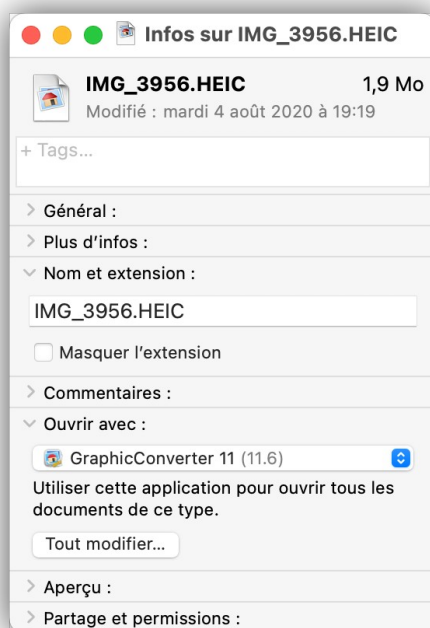 Infos sur IMG_3956.HEIC
IMG_3956.HEIC 1,9 Mo
Modifié : mardi 4 août 2020 à 19:19
+ Tags...
Général :
Plus d’infos :
Nom et extension :
IMG_3956.HEIC
Masquer l’extension
Commentaires :
Ouvrir avec :
GraphicConverter 11 (11.6)
Utiliser cette application pour ouvrir tous les
documents de ce type.
Tout modifier...
Aperçu :
Partage et permissions :